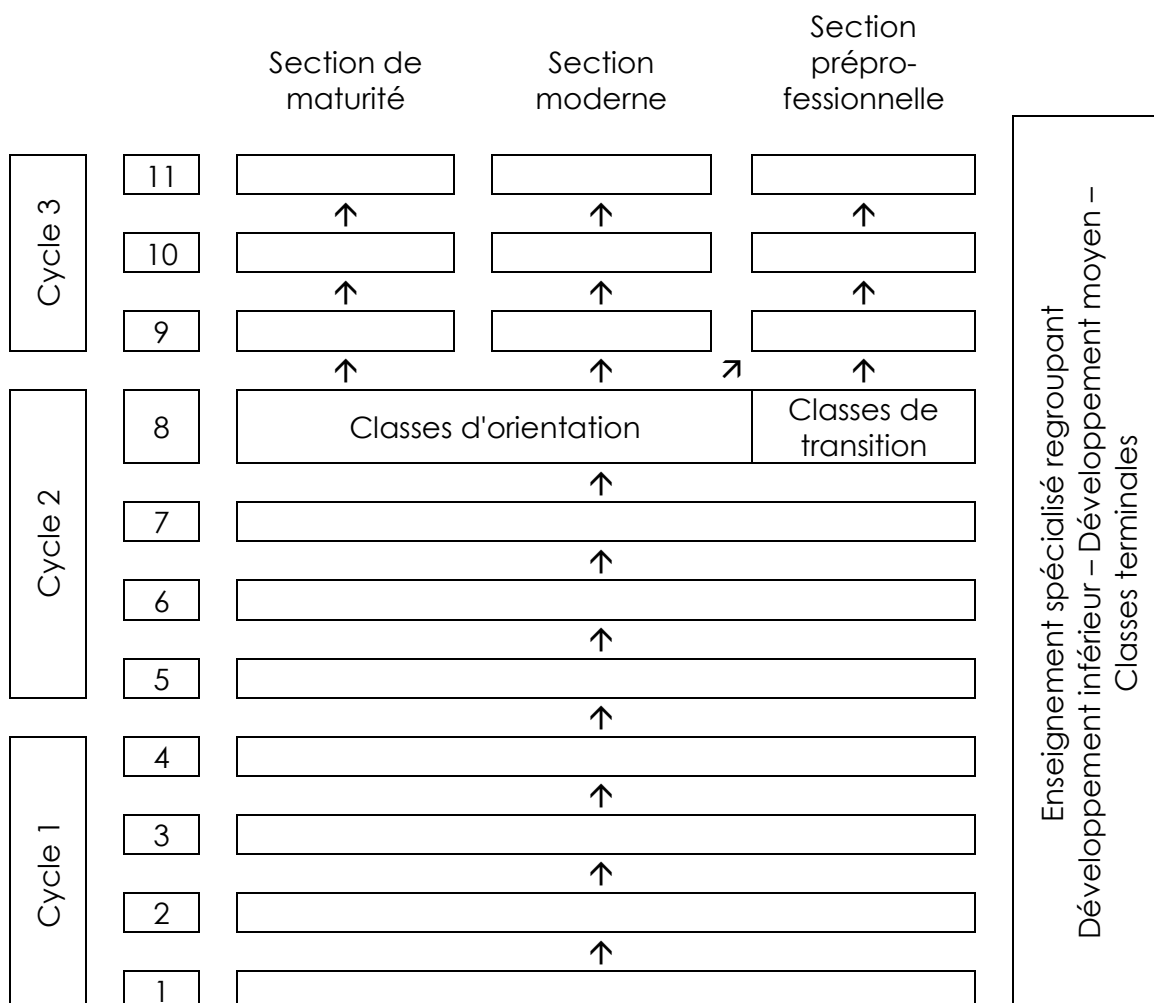 Section de
maturité
Section
moderne
Section
prépro-
fessionnelle
Cycle 3
11
10
9
Cycle 2
8
Classes d'orientation
Classes de
transition
7
6
5
Cycle 1
4
3
2
1
Enseignement spécialisé regroupant
Développement inférieur – Développement moyen –
Classes terminales